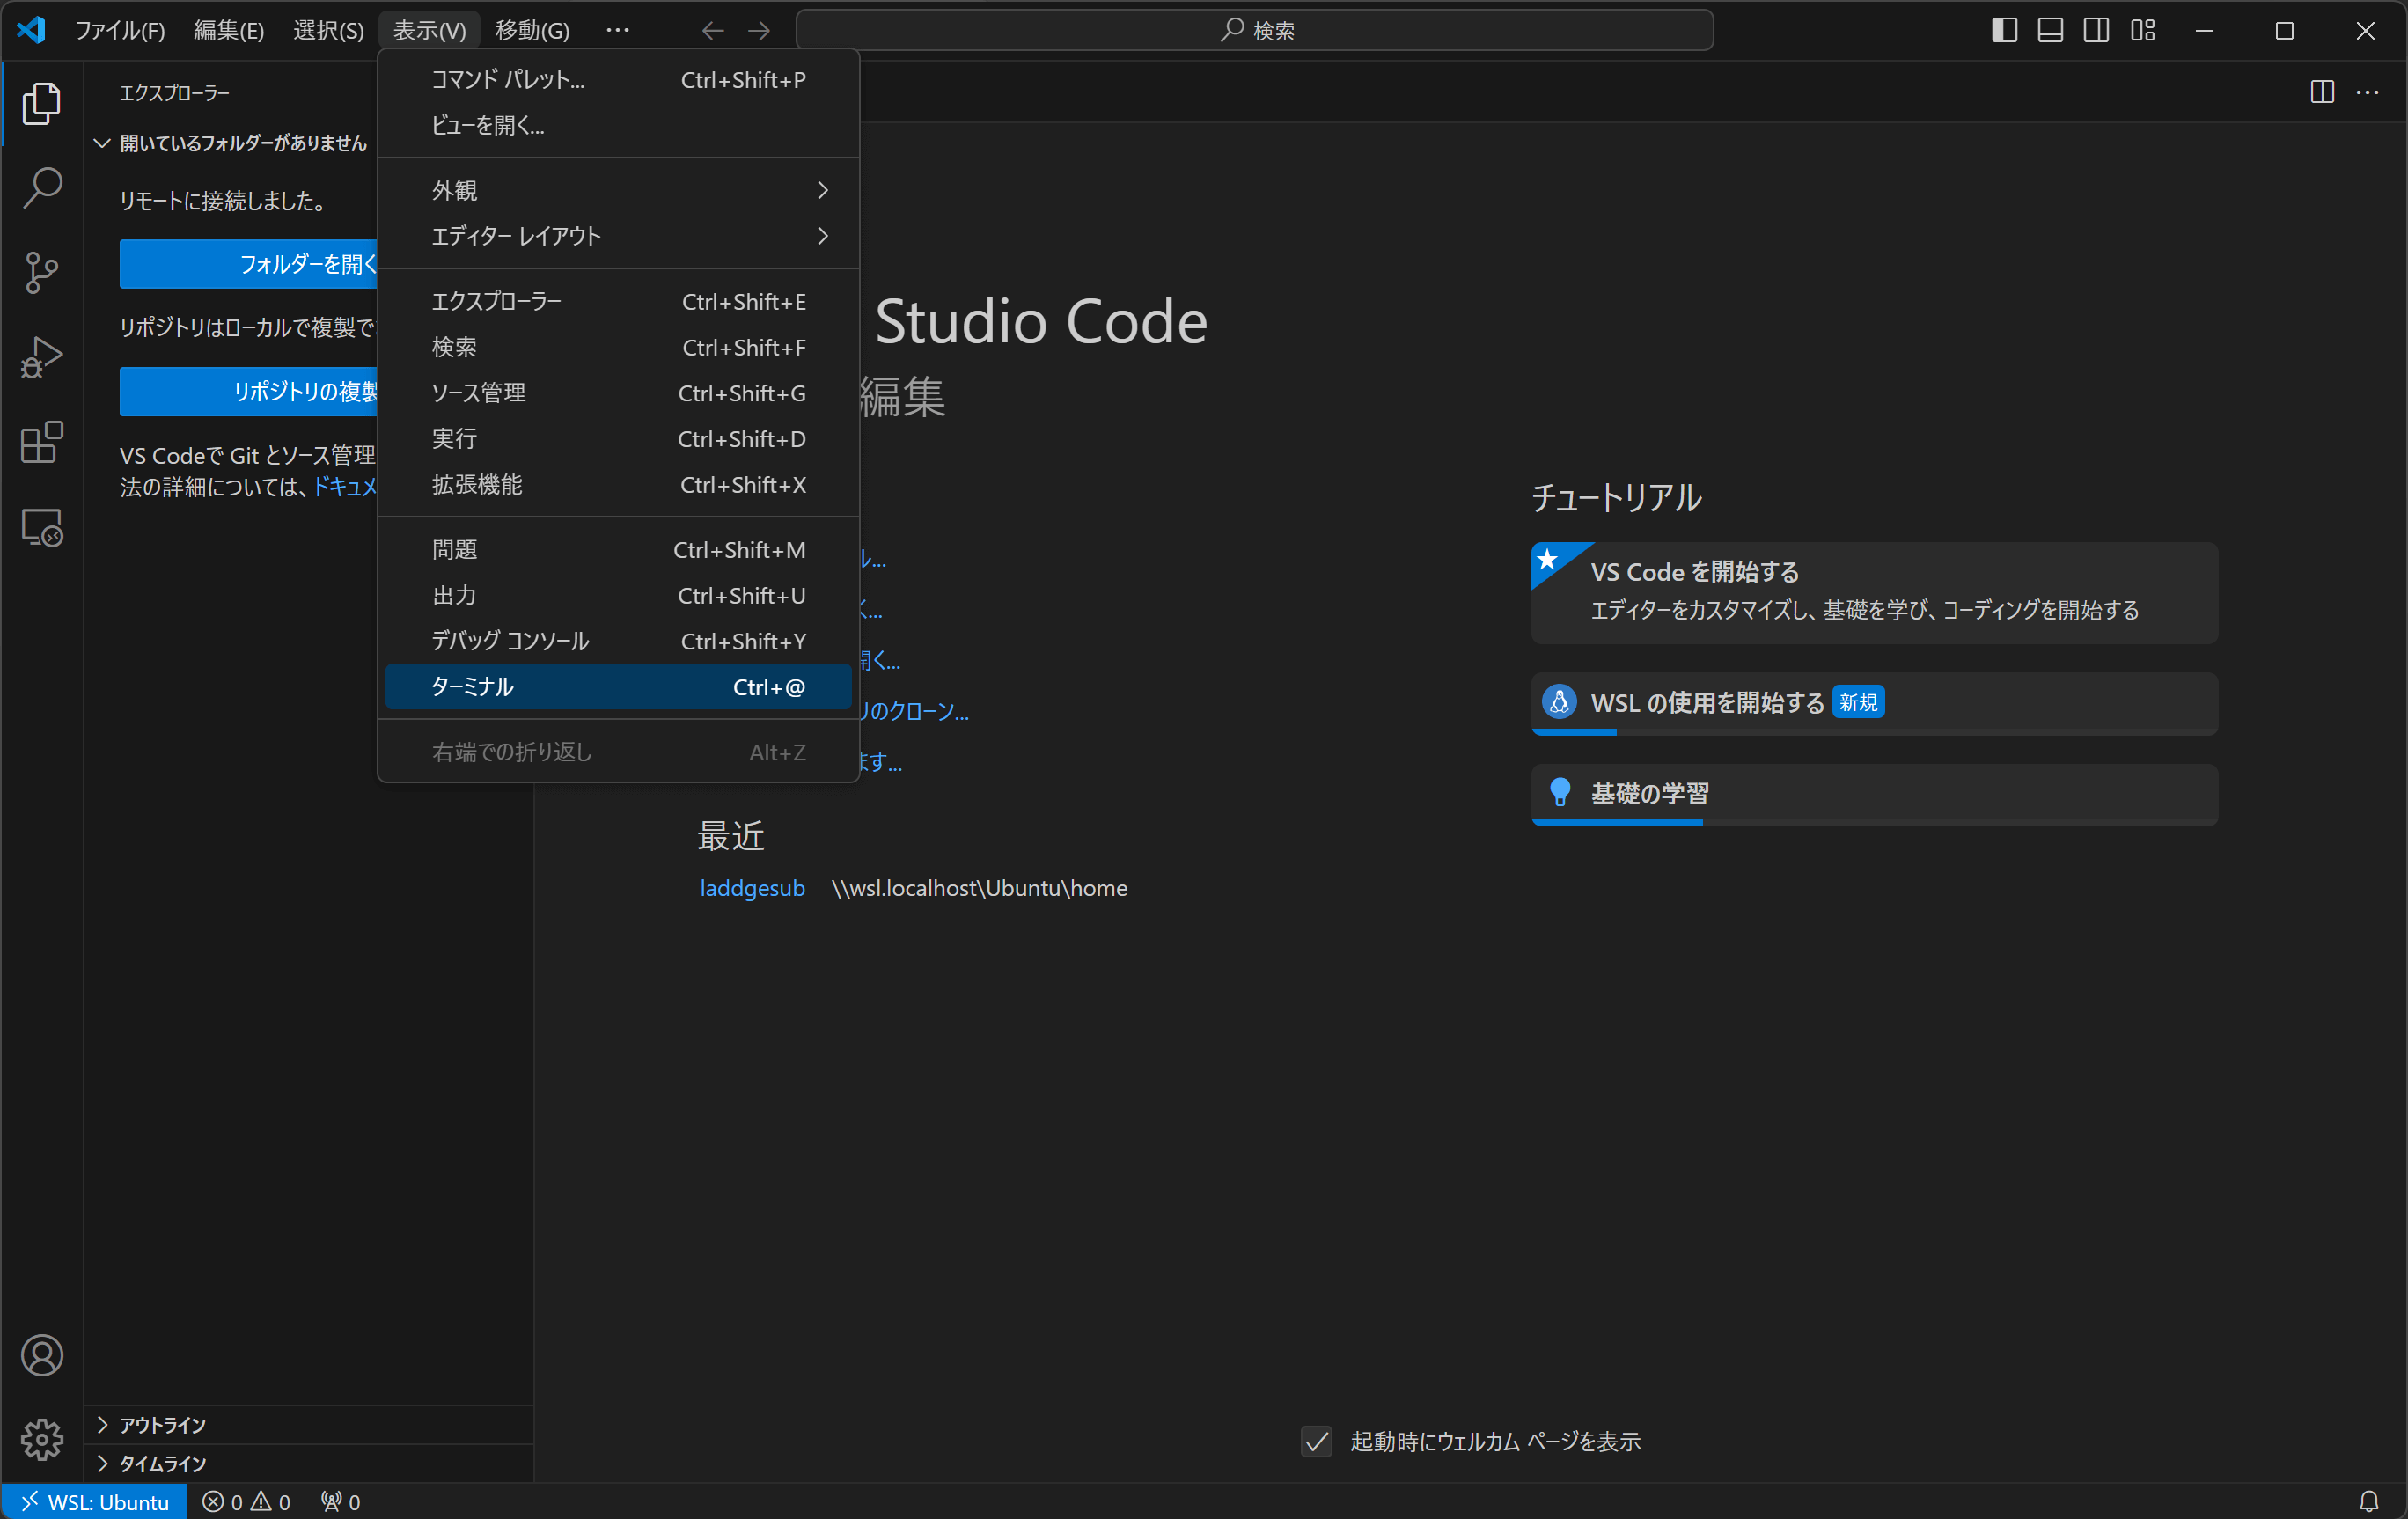 ファイル(F) 編集(E) 選択(S) 表示(V) 移動(G) … 検索
エクスプローラー
開いているフォルダーがありません
リモートに接続しました。
フォルダーを開く
リポジトリはローカルで複製で
リポジトリの複製
VS Codeで Git とソース管理
法の詳細については、ドキュメ
コマンド パレット... Ctrl+Shift+P
ビューを開く...
外観
エディター レイアウト
エクスプローラー Ctrl+Shift+E
検索 Ctrl+Shift+F
ソース管理 Ctrl+Shift+G
実行 Ctrl+Shift+D
拡張機能 Ctrl+Shift+X
問題 Ctrl+Shift+M
出力 Ctrl+Shift+U
デバッグ コンソール Ctrl+Shift+Y
ターミナル Ctrl+@
右端での折り返し Alt+Z
Studio Code
編集
ル...
く...
開く...
リのクローン...
ます...
最近
laddgesub \\wsl.localhost\Ubuntu\home
チュートリアル
VS Code を開始する
エディターをカスタマイズし、基礎を学び、コーディングを開始する
WSL の使用を開始する 新規
基礎の学習
起動時にウェルカム ページを表示
アウトライン
タイムライン
WSL: Ubuntu 0 0 0